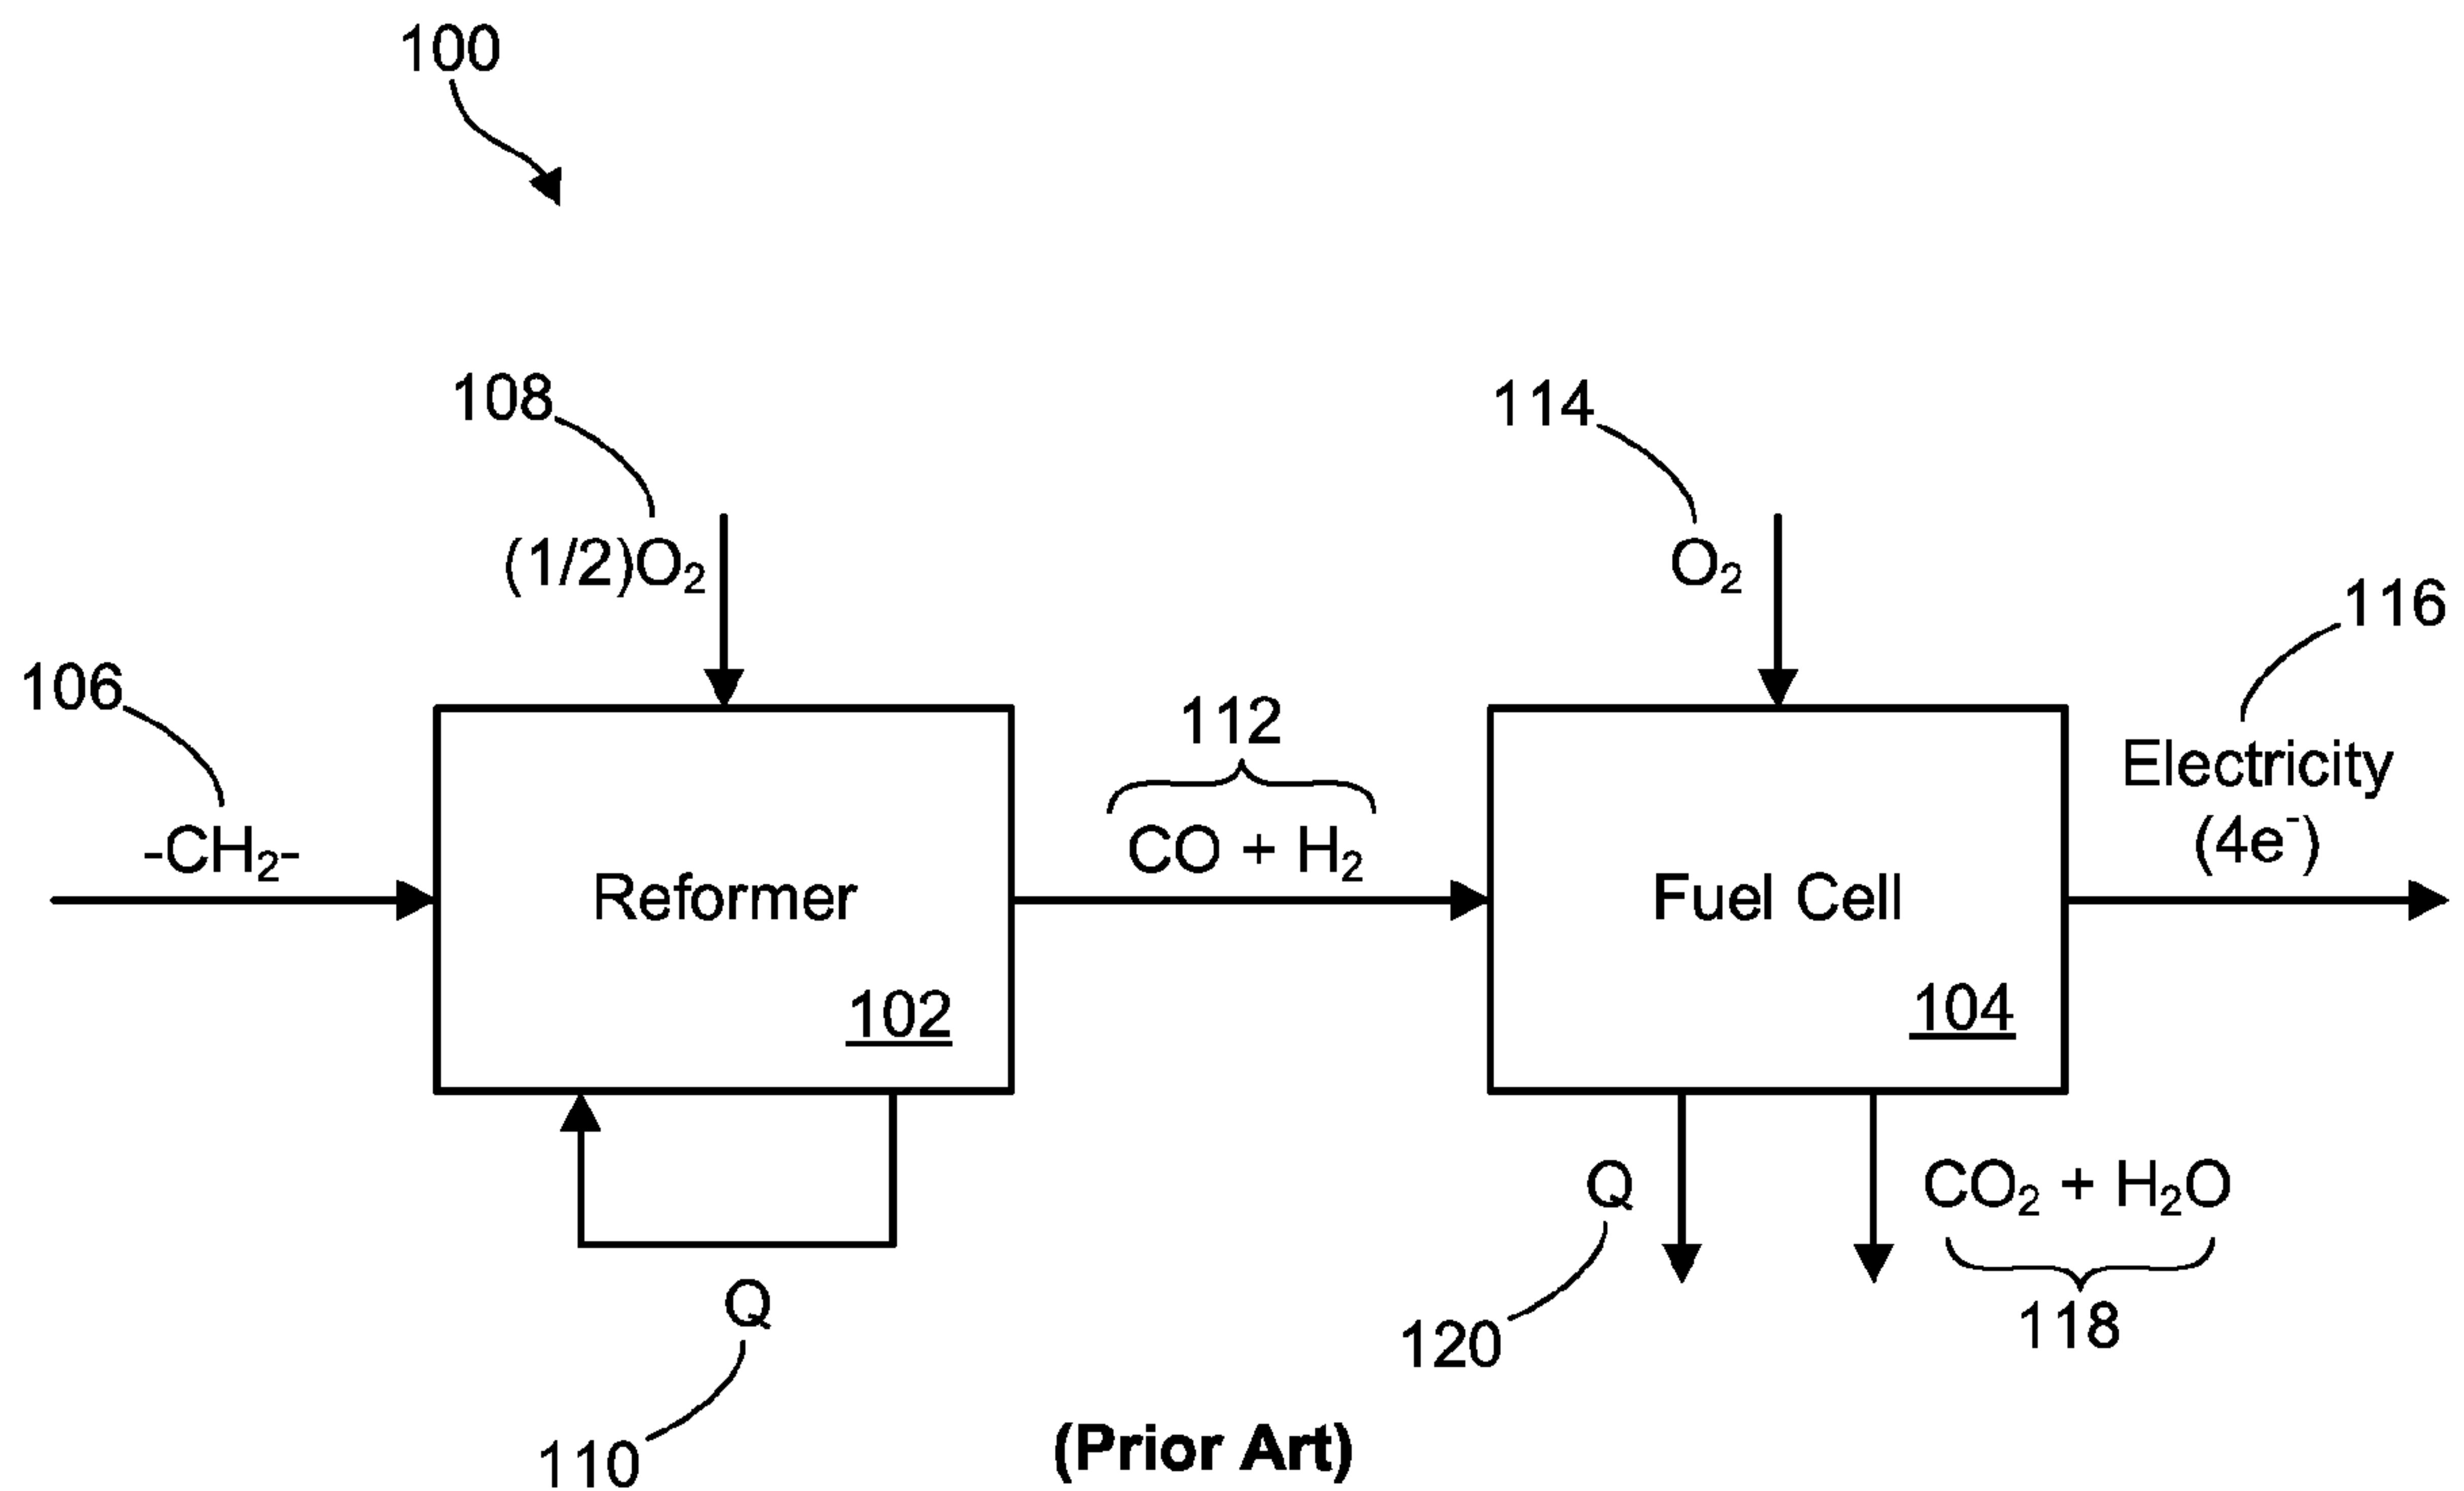 100
108
114
(1/2)O₂
O₂
116
106
112
Electricity
(4e⁻)
-CH₂-
CO + H₂
Reformer
Fuel Cell
102
104
Q
CO₂ + H₂O
Q
118
120
110
(Prior Art)